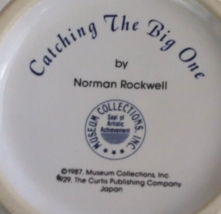 Catching The Big One
by
Norman Rockwell
MUSEUM COLLECTIONS, INC
Seal of
Artistic
Achievement
©1987, Museum Collections, Inc.
©1929, The Curtis Publishing Company
Japan